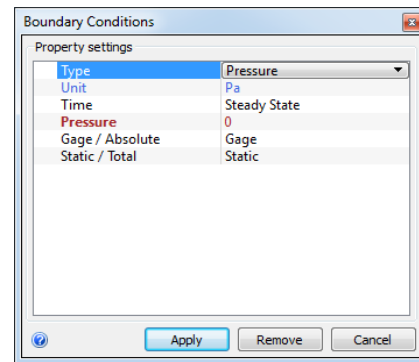 Boundary Conditions
Property settings
Type Pressure
Unit Pa
Time Steady State
Pressure 0
Gage / Absolute Gage
Static / Total Static
Apply Remove Cancel